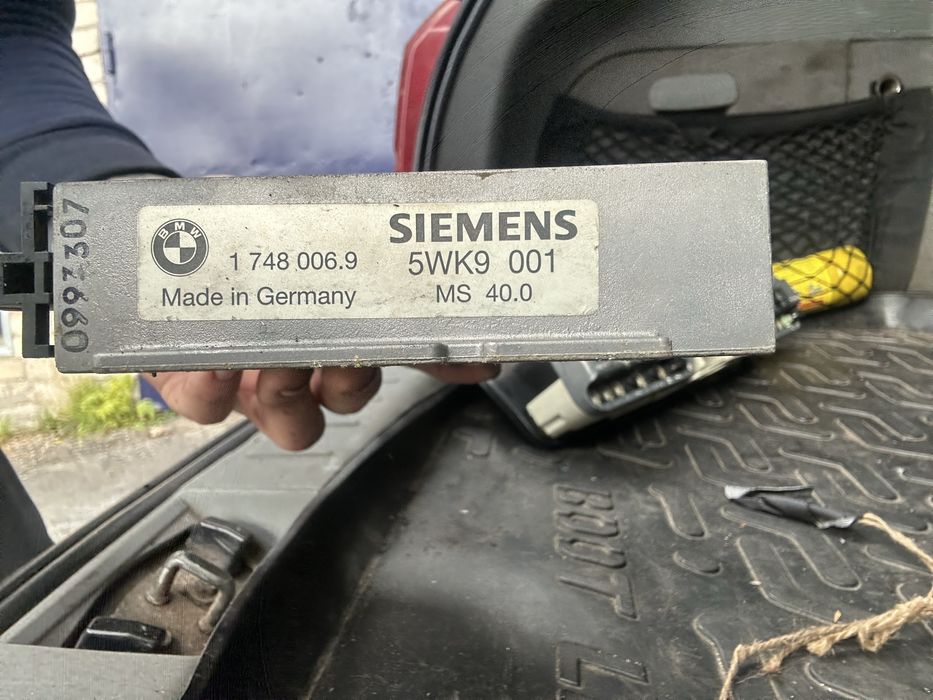 BMW
1 748 006.9
Made in Germany
SIEMENS
5WK9 001
MS 40.0
0993307